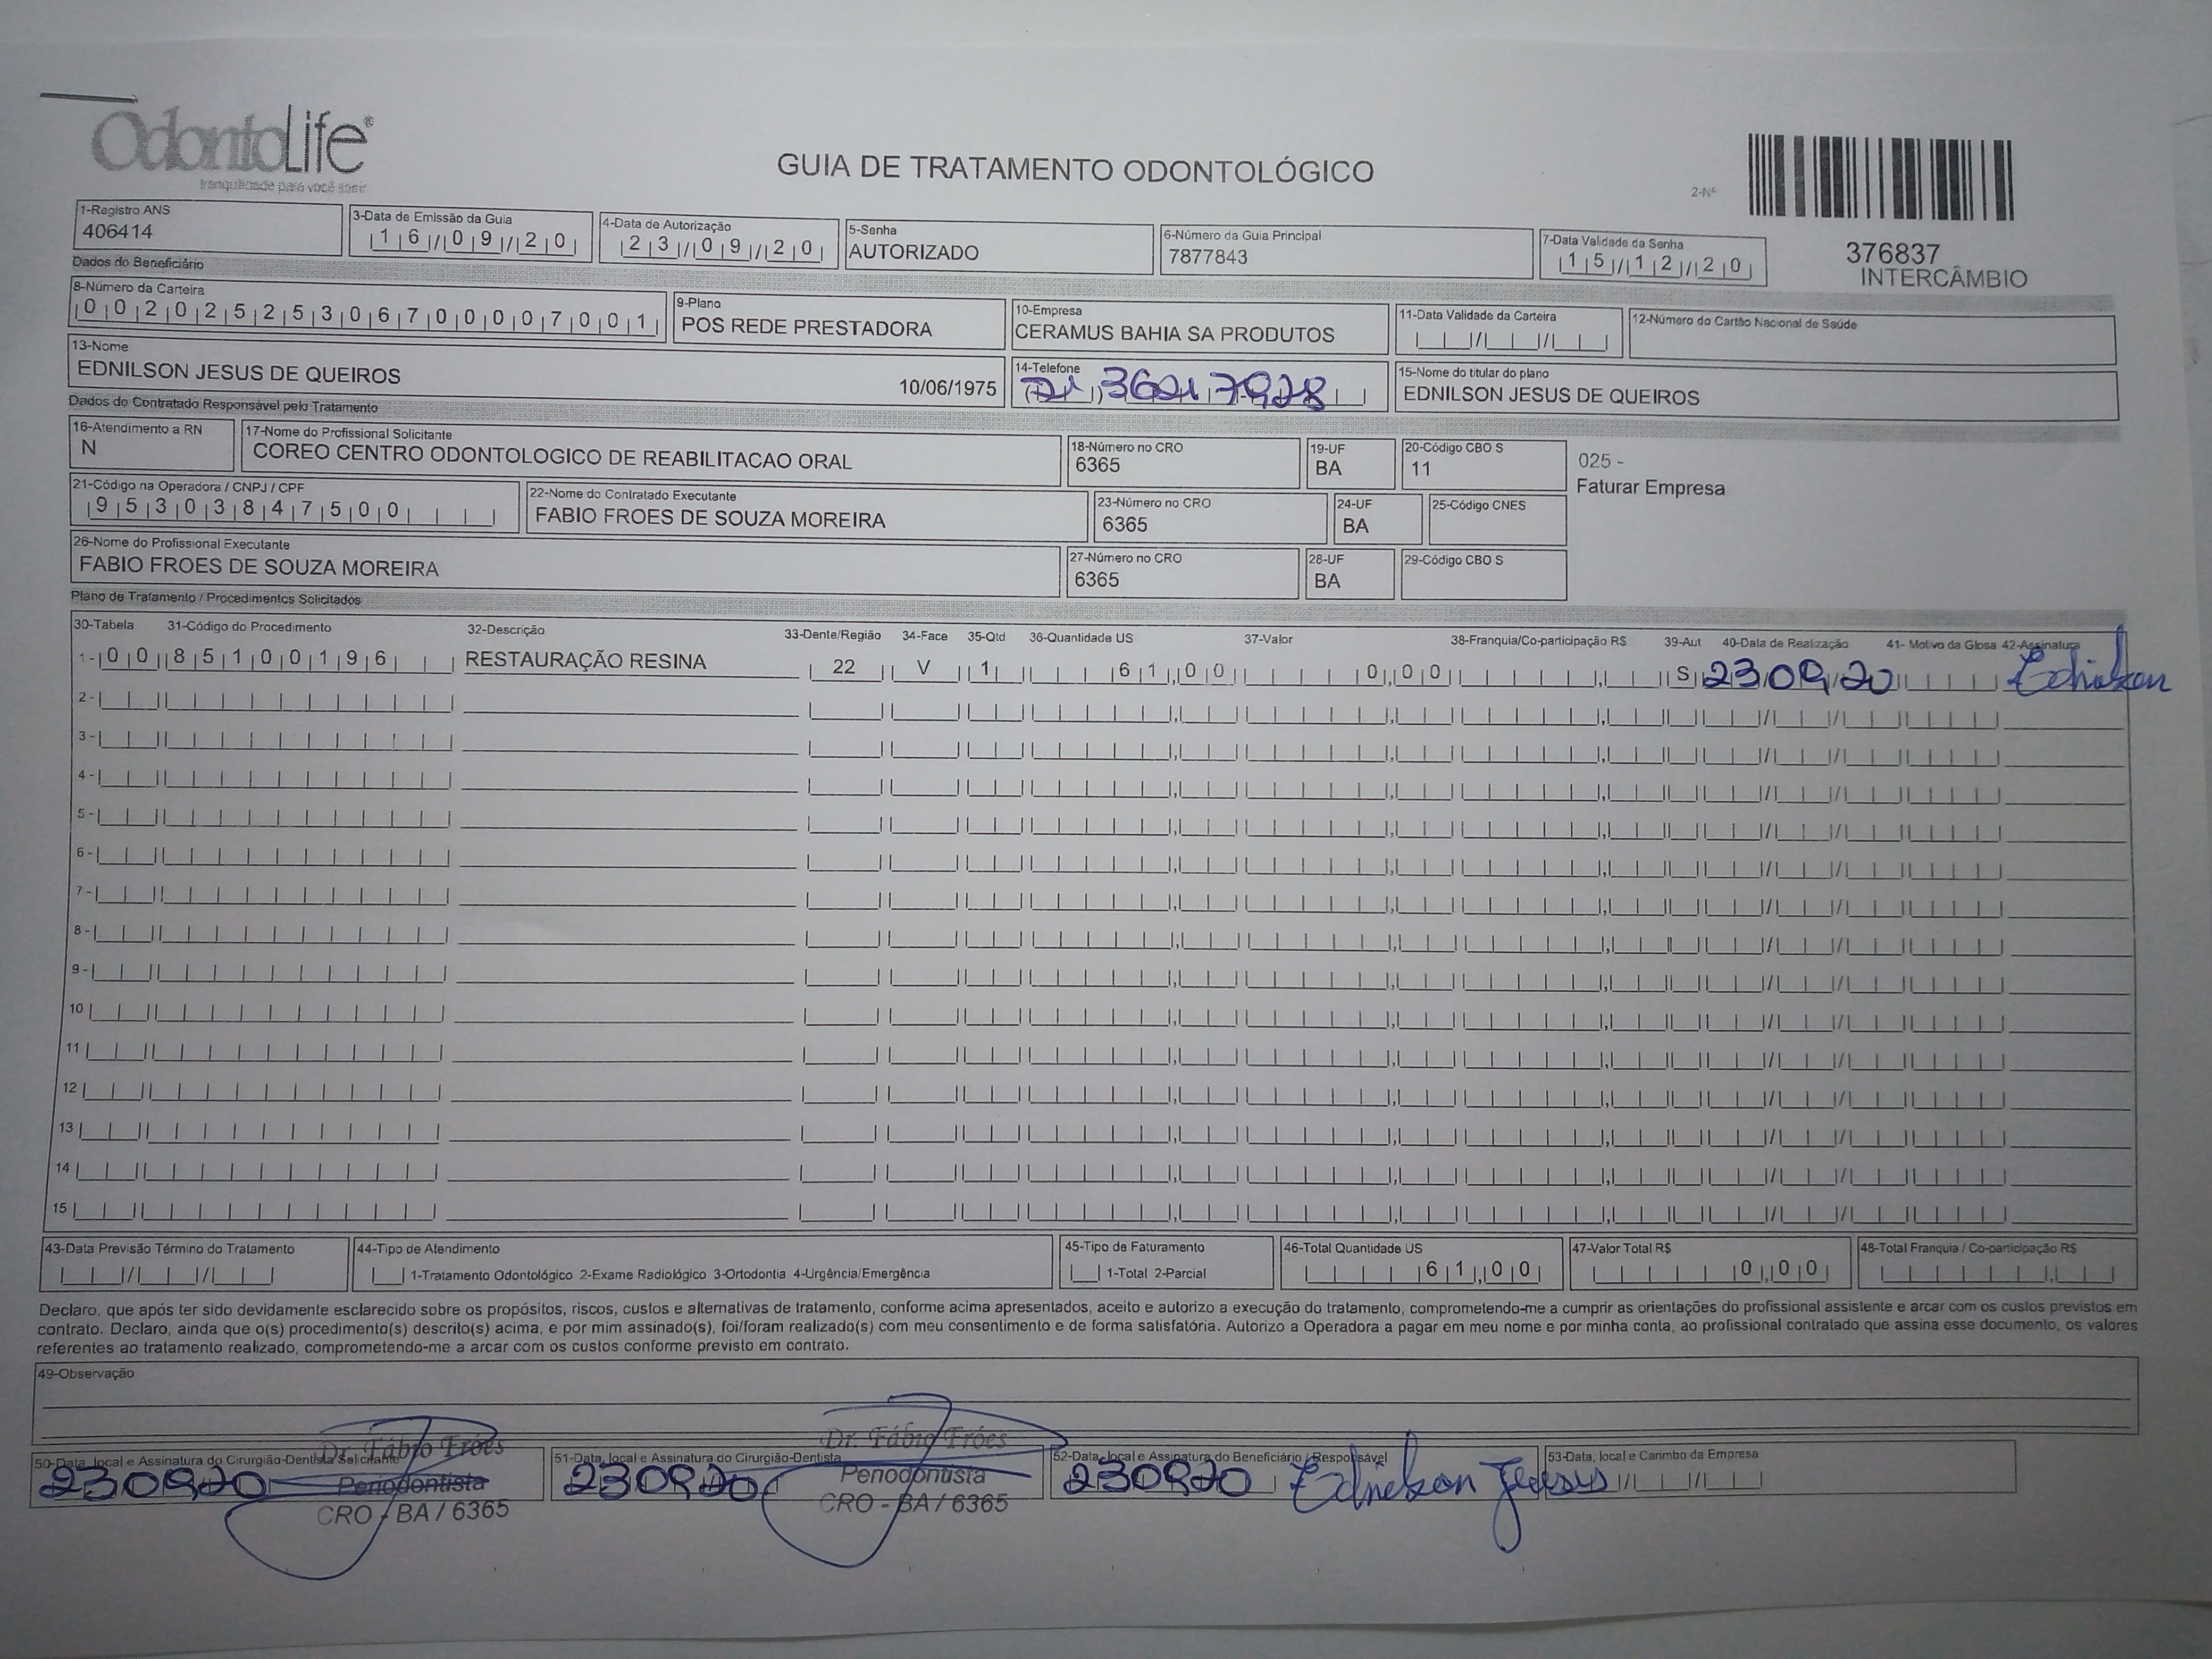 OdontoLife®
tranquilidade para você sorrir
GUIA DE TRATAMENTO ODONTOLÓGICO
2-Nº
376837
INTERCÂMBIO
1-Registro ANS
406414
3-Data de Emissão da Guia
16/09/20
4-Data de Autorização
23/09/20
5-Senha
AUTORIZADO
6-Número da Guia Principal
7877843
7-Data Validade da Senha
15/12/20
Dados do Beneficiário
8-Número da Carteira
00202525306700007001
9-Plano
POS REDE PRESTADORA
10-Empresa
CERAMUS BAHIA SA PRODUTOS
11-Data Validade da Carteira
12-Número do Cartão Nacional de Saúde
13-Nome
EDNILSON JESUS DE QUEIROS 10/06/1975
14-Telefone
15-Nome do titular do plano
EDNILSON JESUS DE QUEIROS
Dados do Contratado Responsável pelo Tratamento
16-Atendimento a RN
N
17-Nome do Profissional Solicitante
COREO CENTRO ODONTOLOGICO DE REABILITACAO ORAL
18-Número no CRO
6365
19-UF
BA
20-Código CBO S
11
025 -
Faturar Empresa
21-Código na Operadora / CNPJ / CPF
95303847500
22-Nome do Contratado Executante
FABIO FROES DE SOUZA MOREIRA
23-Número no CRO
6365
24-UF
BA
25-Código CNES
26-Nome do Profissional Executante
FABIO FROES DE SOUZA MOREIRA
27-Número no CRO
6365
28-UF
BA
29-Código CBO S
Plano de Tratamento / Procedimentos Solicitados
30-Tabela 31-Código do Procedimento 32-Descrição 33-Dente/Região 34-Face 35-Qtd 36-Quantidade US 37-Valor 38-Franquia/Co-participação R$ 39-Aut 40-Data de Realização 41- Motivo da Glosa 42-Assinatura
1- 00 85100196 RESTAURAÇÃO RESINA 22 V 1 61,00 0,00 S 23/09/20
2-
3-
4-
5-
6-
7-
8-
9-
10
11
12
13
14
15
43-Data Previsão Término do Tratamento
44-Tipo de Atendimento
1-Tratamento Odontológico 2-Exame Radiológico 3-Ortodontia 4-Urgência/Emergência
45-Tipo de Faturamento
1-Total 2-Parcial
46-Total Quantidade US
61,00
47-Valor Total R$
0,00
48-Total Franquia / Co-participação R$
Declaro, que após ter sido devidamente esclarecido sobre os propósitos, riscos, custos e alternativas de tratamento, conforme acima apresentados, aceito e autorizo a execução do tratamento, comprometendo-me a cumprir as orientações do profissional assistente e arcar com os custos previstos em
contrato. Declaro, ainda que o(s) procedimento(s) descrito(s) acima, e por mim assinado(s), foi/foram realizado(s) com meu consentimento e de forma satisfatória. Autorizo a Operadora a pagar em meu nome e por minha conta, ao profissional contratado que assina esse documento, os valores
referentes ao tratamento realizado, comprometendo-me a arcar com os custos conforme previsto em contrato.
49-Observação
50-Data, local e Assinatura do Cirurgião-Dentista Solicitante
230920
Dr. Fábio Fróes
Periodontista
CRO - BA / 6365
51-Data, local e Assinatura do Cirurgião-Dentista
230920
Dr. Fábio Fróes
Periodontista
CRO - BA / 6365
52-Data, local e Assinatura do Beneficiário / Responsável
230920 Ednilson Jesus
53-Data, local e Carimbo da Empresa